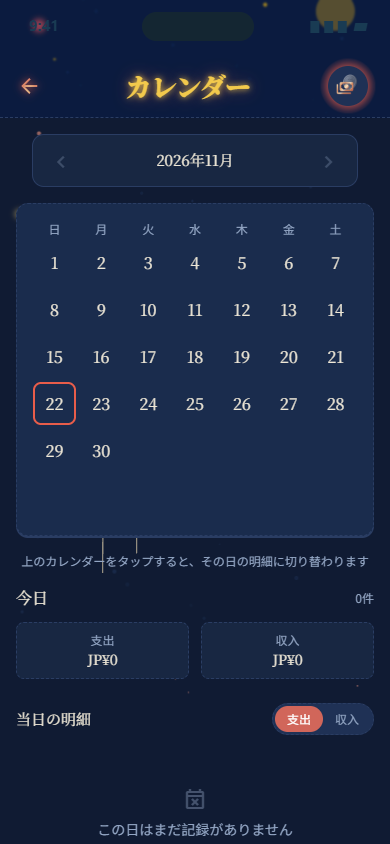 カレンダー
2026年11月
日 月 火 水 木 金 土
1 2 3 4 5 6 7
8 9 10 11 12 13 14
15 16 17 18 19 20 21
22 23 24 25 26 27 28
29 30
上のカレンダーをタップすると、その日の明細に切り替わります
今日 0件
支出 収入
JP¥0 JP¥0
当日の明細 支出 収入
この日はまだ記録がありません